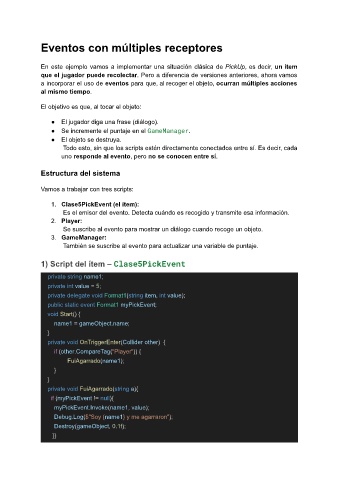 Eventos con múltiples receptores
En este ejemplo vamos a implementar una situación clásica de PickUp, es decir, un ítem
que el jugador puede recolectar. Pero a diferencia de versiones anteriores, ahora vamos
a incorporar el uso de eventos para que, al recoger el objeto, ocurran múltiples acciones
al mismo tiempo.
El objetivo es que, al tocar el objeto:
● El jugador diga una frase (diálogo).
● Se incremente el puntaje en el GameManager.
● El objeto se destruya.
Todo esto, sin que los scripts estén directamente conectados entre sí. Es decir, cada
uno responde al evento, pero no se conocen entre sí.
Estructura del sistema
Vamos a trabajar con tres scripts:
1. Clase5PickEvent (el ítem):
Es el emisor del evento. Detecta cuándo es recogido y transmite esa información.
2. Player:
Se suscribe al evento para mostrar un diálogo cuando recoge un objeto.
3. GameManager:
También se suscribe al evento para actualizar una variable de puntaje.
1) Script del ítem – Clase5PickEvent
private string name1;
private int value = 5;
private delegate void Format1(string item, int value);
public static event Format1 myPickEvent;
void Start() {
name1 = gameObject.name;
}
private void OnTriggerEnter(Collider other) {
if (other.CompareTag("Player")) {
FuiAgarrado(name1);
}
}
private void FuiAgarrado(string a){
if (myPickEvent != null){
myPickEvent.Invoke(name1, value);
Debug.Log($"Soy {name1} y me agarraron");
Destroy(gameObject, 0.1f);
}}